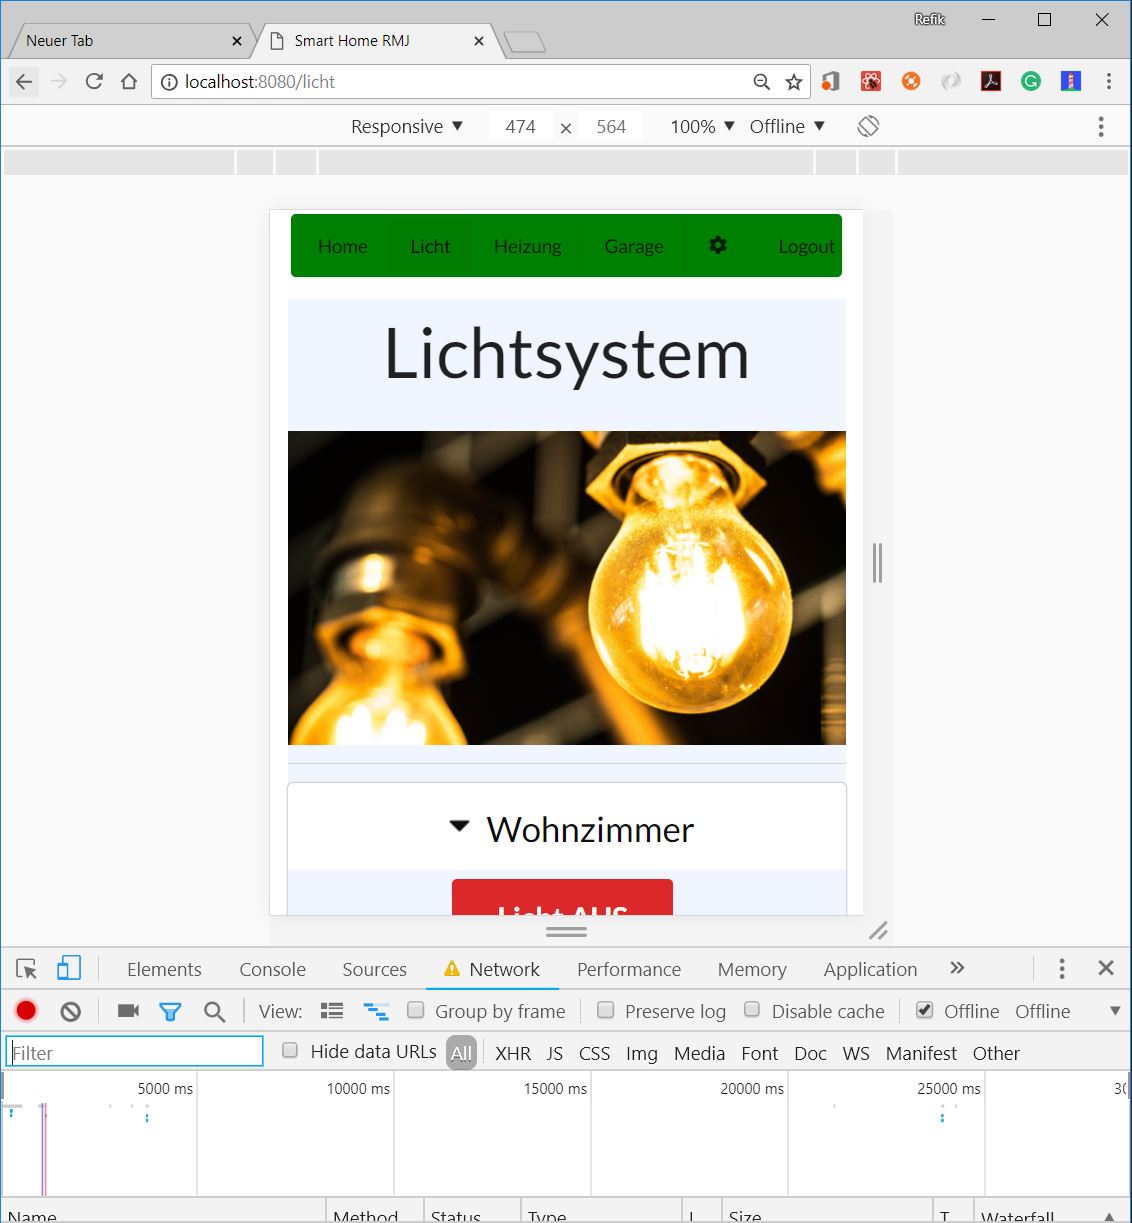 Refik
Neuer Tab
Smart Home RMJ
localhost:8080/licht
Responsive ▼ 474 × 564 100% ▼ Offline ▼
Home Licht Heizung Garage Logout
Lichtsystem
Wohnzimmer
Licht AUS
Elements Console Sources Network Performance Memory Application »
View: Group by frame Preserve log Disable cache Offline Offline ▼
Filter Hide data URLs All XHR JS CSS Img Media Font Doc WS Manifest Other
5000 ms 10000 ms 15000 ms 20000 ms 25000 ms
Name Method Status Type Size T... Waterfall ▲